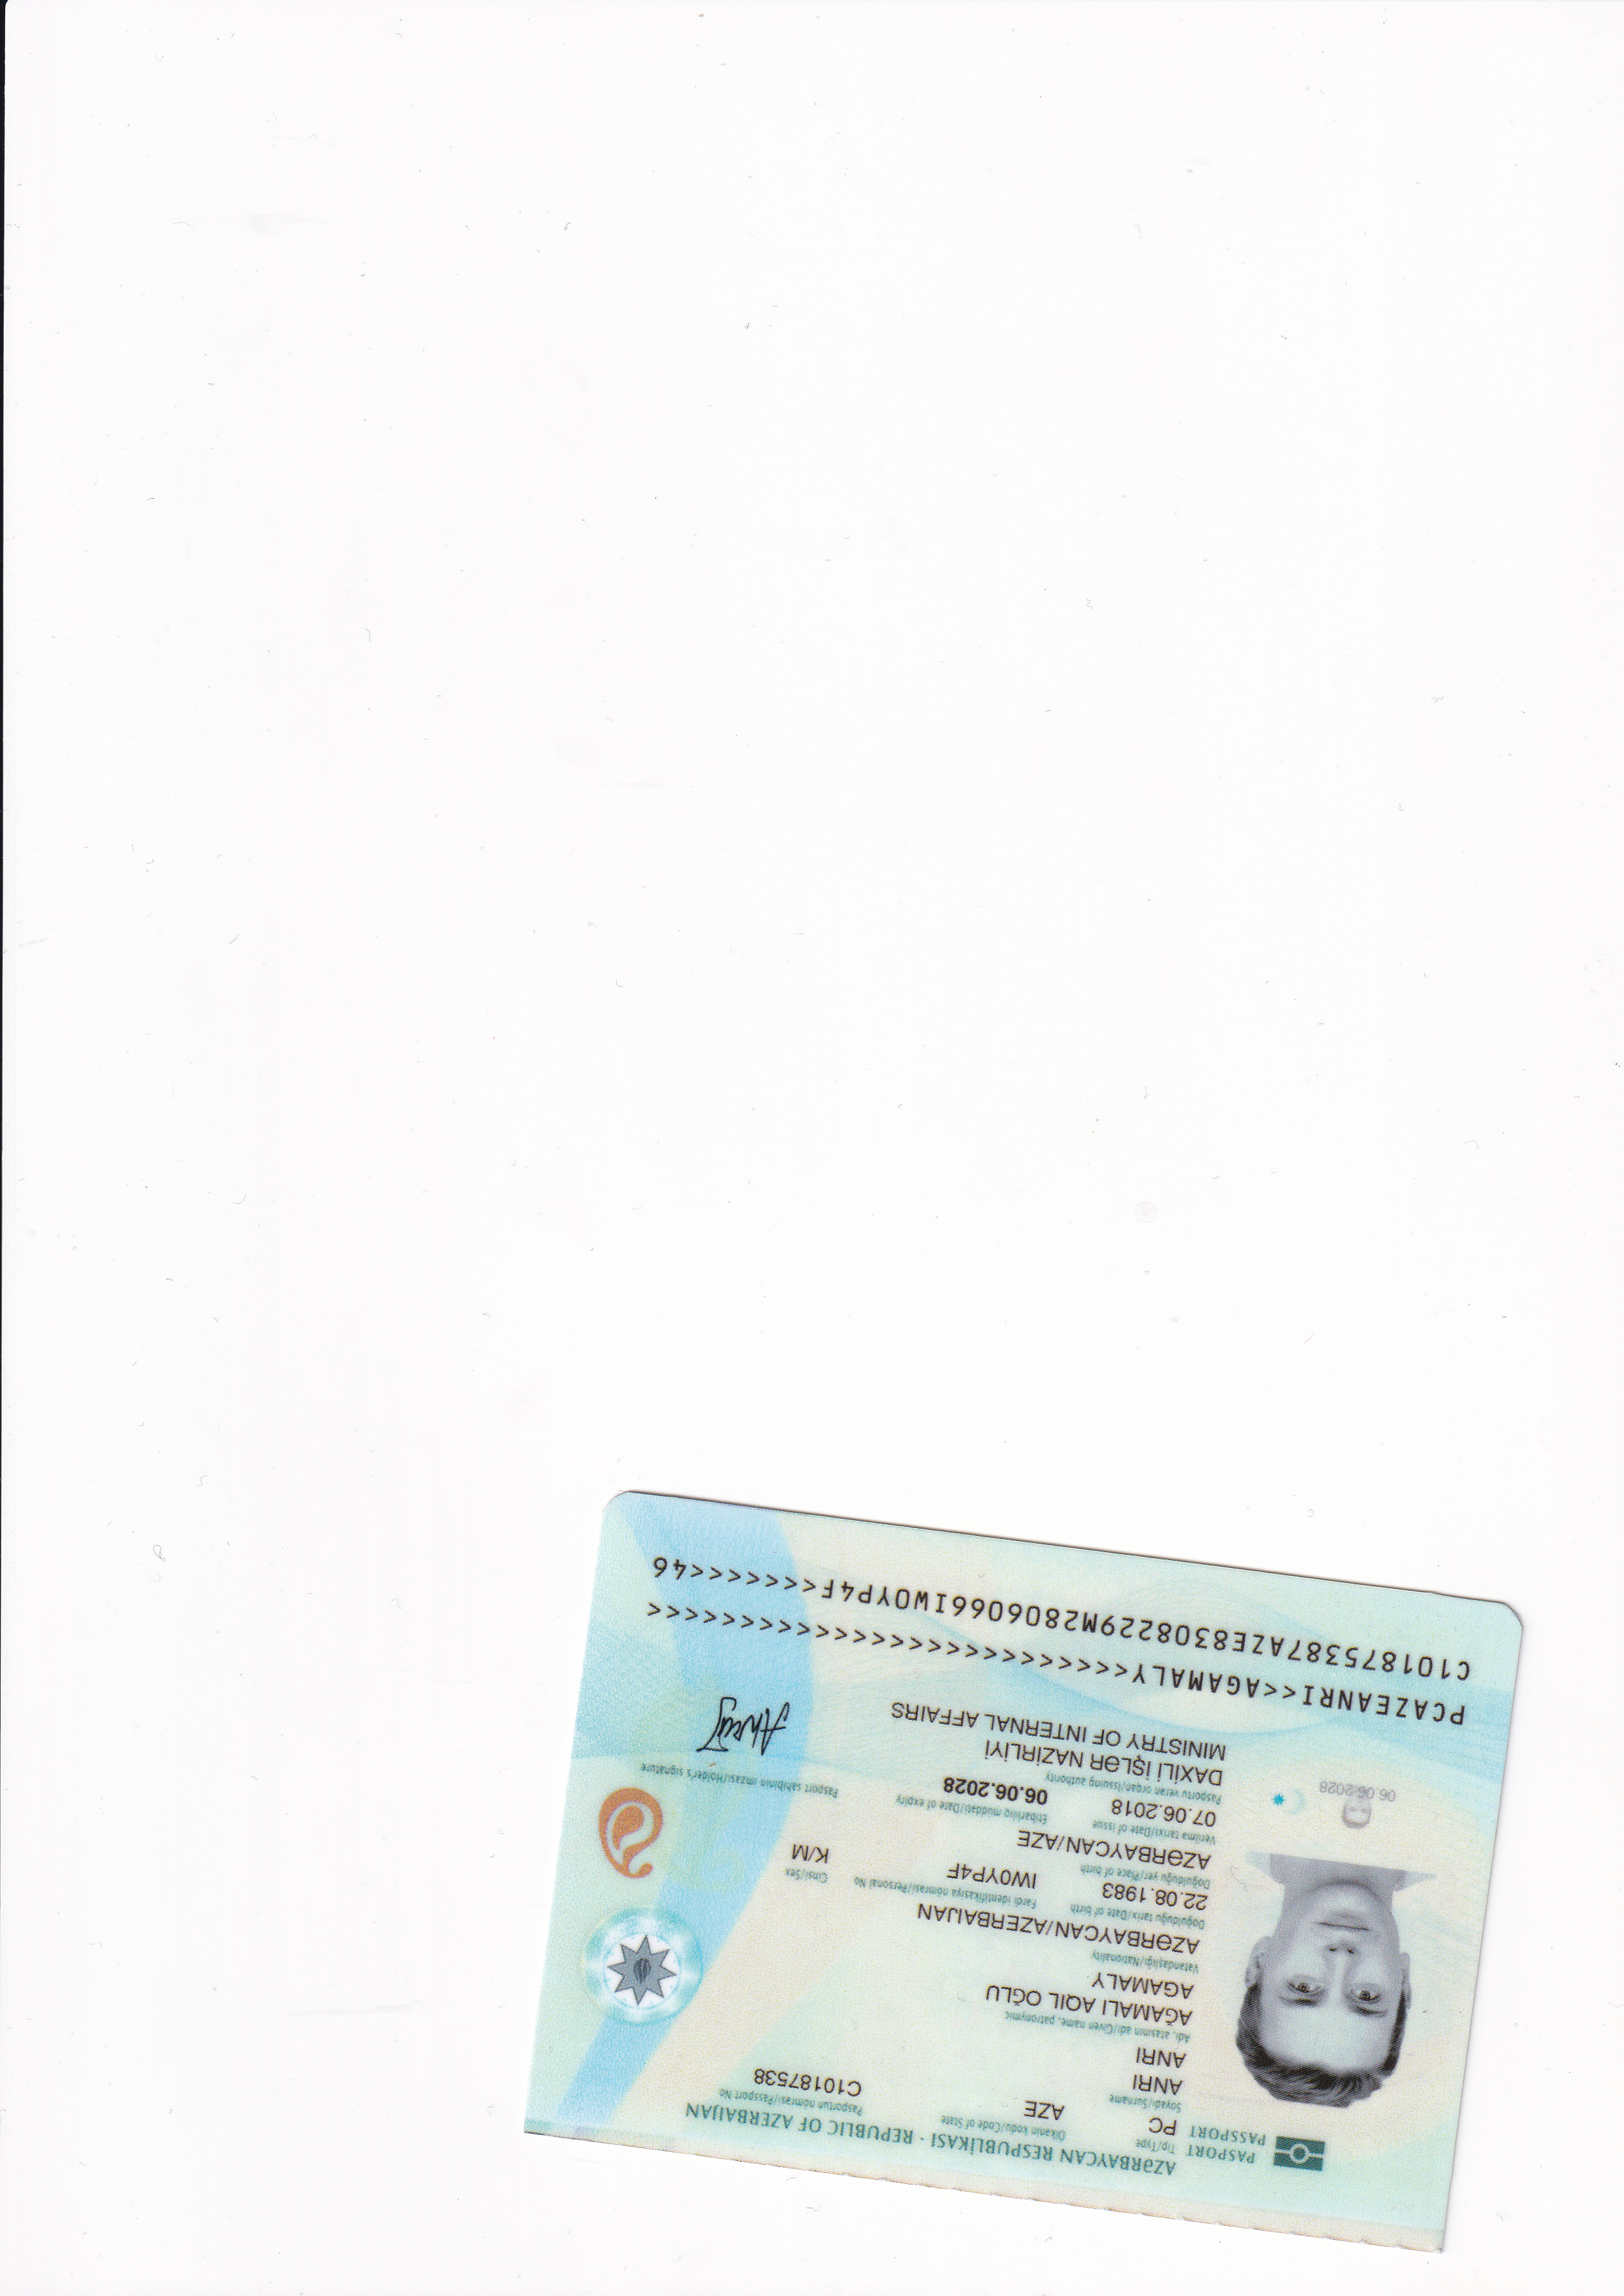 AZƏRBAYCAN RESPUBLİKASI · REPUBLIC OF AZERBAIJAN
PASPORT
PASSPORT
Tip/Type
PC
Ölkənin kodu/Code of State
AZE
Pasportun nömrəsi/Passport No
C10187538
Soyadı/Surname
ANRI
ANRI
Adı, atasının adı/Given name, patronymic
AĞAMALI AQIL OĞLU
AGAMALY
Vətəndaşlığı/Nationality
AZƏRBAYCAN/AZERBAIJAN
Doğulduğu tarix/Date of birth
22.08.1983
Fərdi identifikasiya nömrəsi/Personal No
IW0YP4F
Cinsi/Sex
K/M
Doğulduğu yer/Place of birth
AZƏRBAYCAN/AZE
Verilmə tarixi/Date of issue
07.06.2018
Etibarlılıq müddəti/Date of expiry
06.06.2028
Pasport sahibinin imzası/Holder's signature
Pasportu verən orqan/Issuing authority
DAXİLİ İŞLƏR NAZİRLİYİ
MINISTRY OF INTERNAL AFFAIRS
06.06.2028
PCAZEANRI<<AGAMALY<<<<<<<<<<<<<<<<<<<<<<<<<<
C101875387AZE8308229M2806066IW0YP4F<<<<<<<46